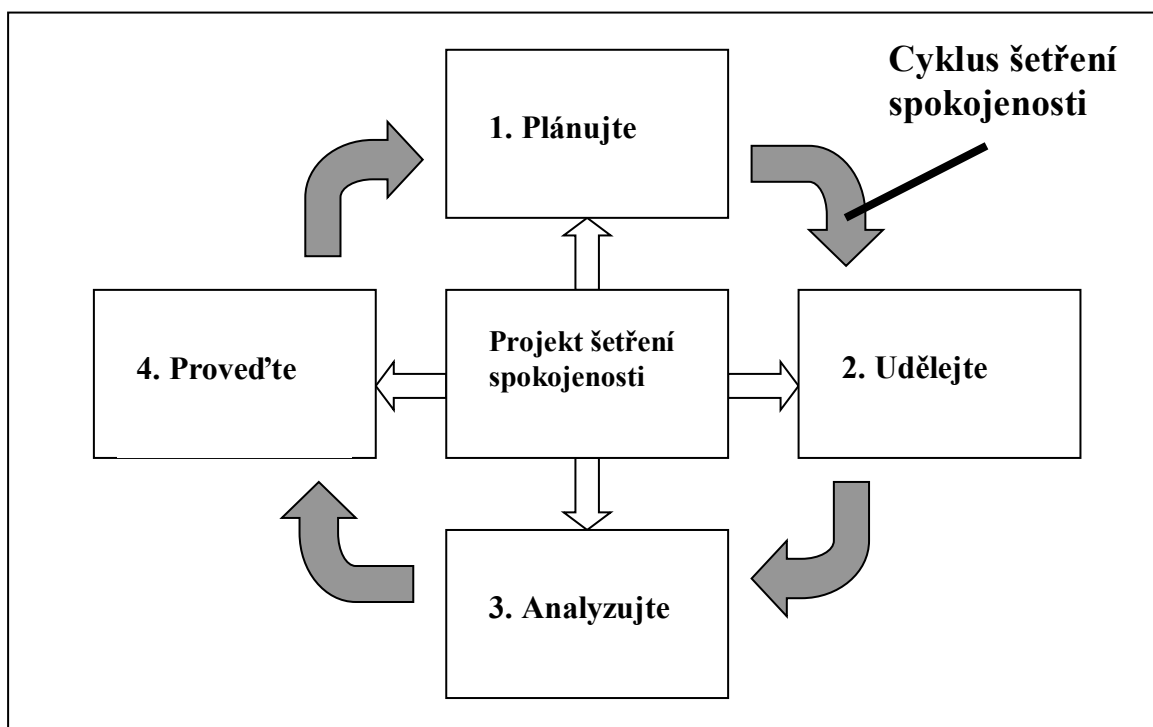 Cyklus šetření
spokojenosti
1. Plánujte
4. Proveďte
Projekt šetření
spokojenosti
2. Udělejte
3. Analyzujte